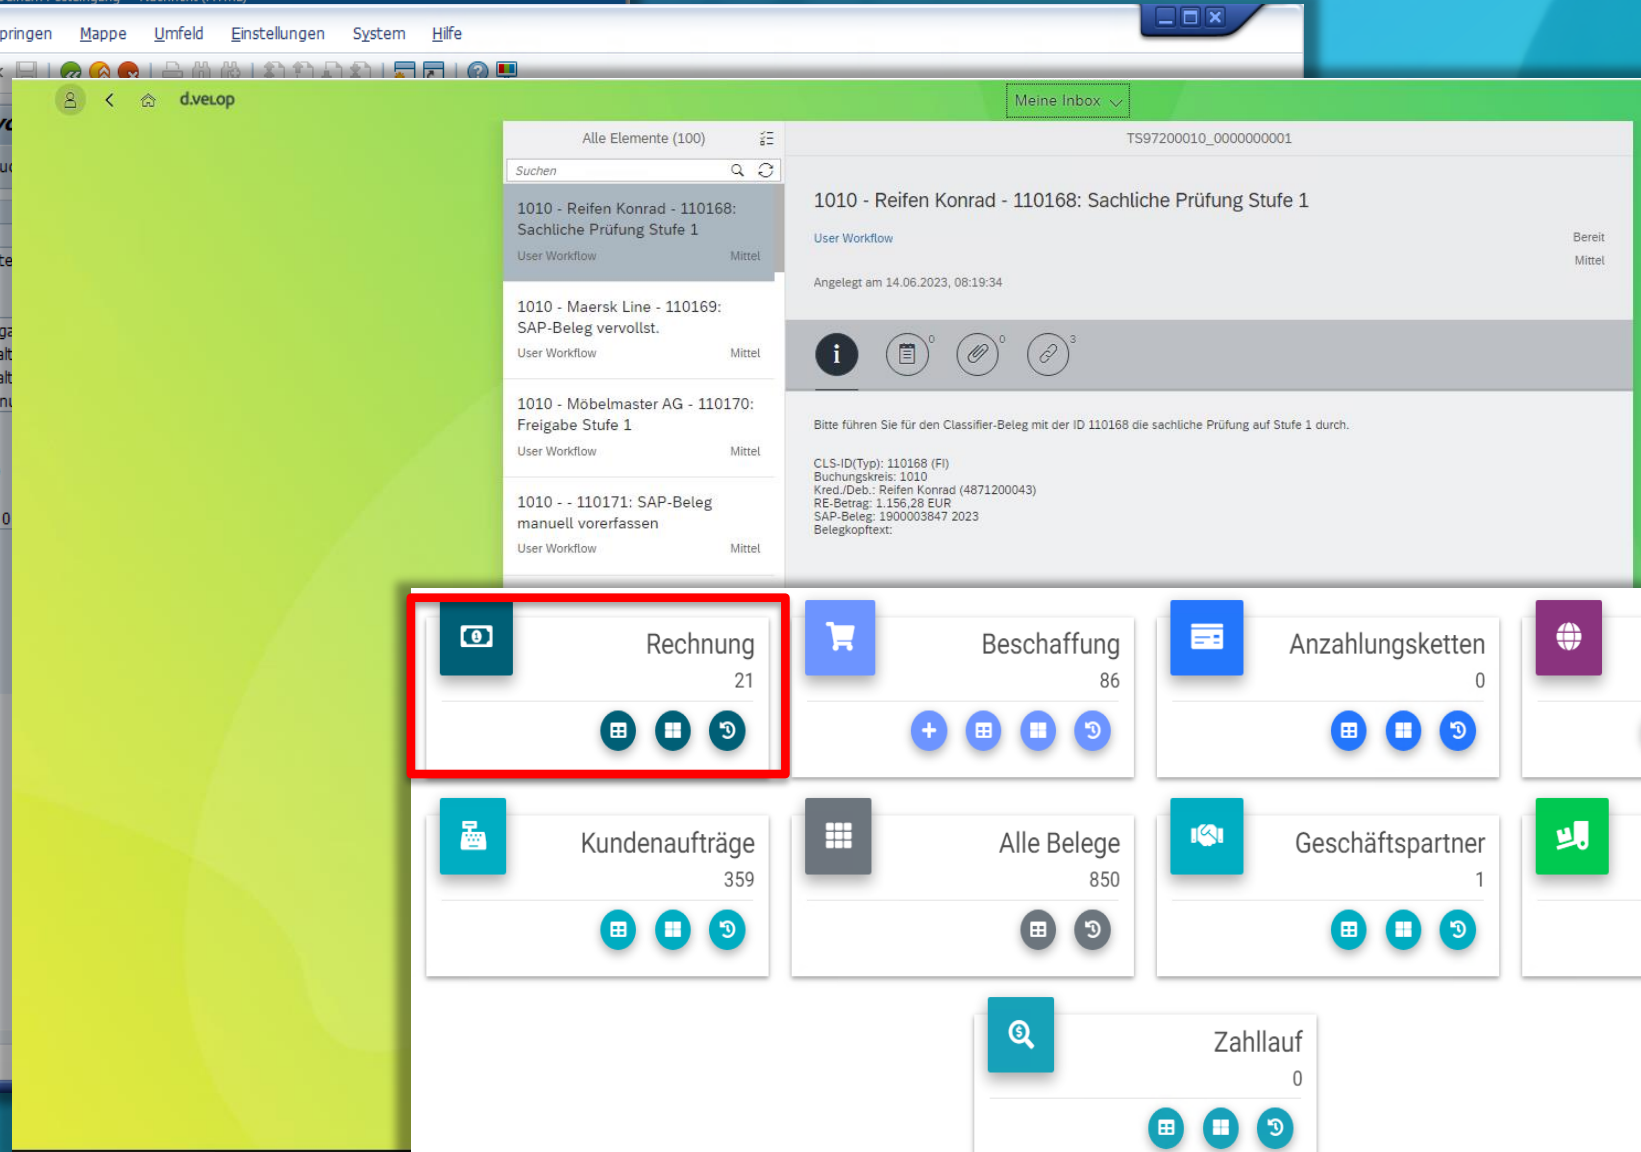 pringen Mappe Umfeld Einstellungen System Hilfe
d.velop
Meine Inbox
Alle Elemente (100)
TS97200010_0000000001
Suchen
1010 - Reifen Konrad - 110168:
Sachliche Prüfung Stufe 1
User Workflow Mittel
1010 - Maersk Line - 110169:
SAP-Beleg vervollst.
User Workflow Mittel
1010 - Möbelmaster AG - 110170:
Freigabe Stufe 1
User Workflow Mittel
1010 - - 110171: SAP-Beleg
manuell vorerfassen
User Workflow Mittel
1010 - Reifen Konrad - 110168: Sachliche Prüfung Stufe 1
User Workflow
Bereit
Mittel
Angelegt am 14.06.2023, 08:19:34
0 0 3
Bitte führen Sie für den Classifier-Beleg mit der ID 110168 die sachliche Prüfung auf Stufe 1 durch.
CLS-ID(Typ): 110168 (FI)
Buchungskreis: 1010
Kred./Deb.: Reifen Konrad (4871200043)
RE-Betrag: 1.156,28 EUR
SAP-Beleg: 1900003847 2023
Belegkopftext:
Rechnung
21
Beschaffung
86
Anzahlungsketten
0
Kundenaufträge
359
Alle Belege
850
Geschäftspartner
1
Zahllauf
0